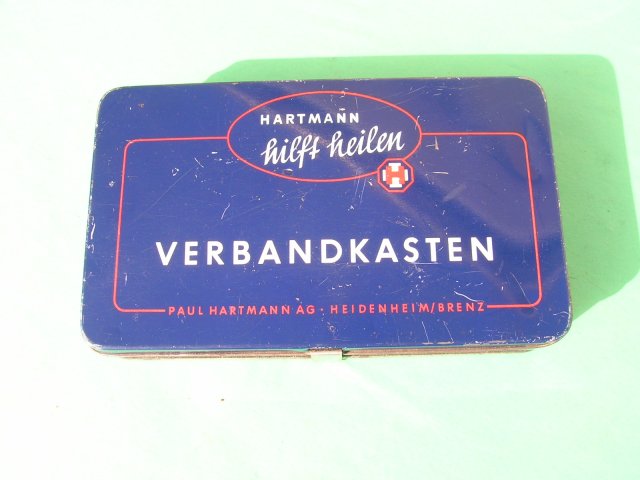 HARTMANN
hilft heilen
H
VERBANDKASTEN
PAUL HARTMANN AG · HEIDENHEIM/BRENZ